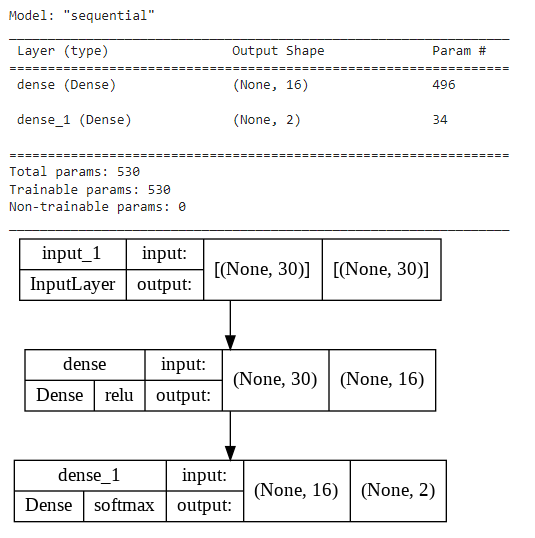 Model: "sequential"
Layer (type) Output Shape Param #
dense (Dense) (None, 16) 496
dense_1 (Dense) (None, 2) 34
Total params: 530
Trainable params: 530
Non-trainable params: 0
input_1 input: [(None, 30)] [(None, 30)]
InputLayer output:
dense input: (None, 30) (None, 16)
Dense relu output:
dense_1 input: (None, 16) (None, 2)
Dense softmax output: